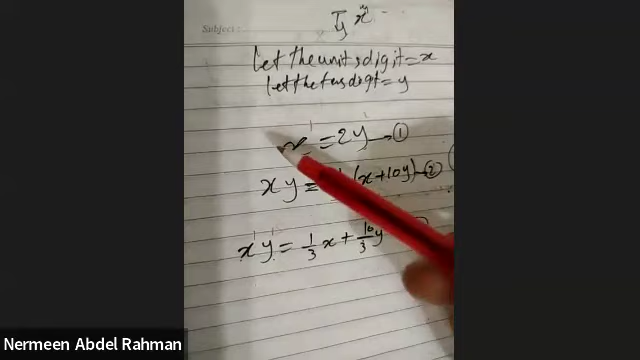 Subject:
y x
let the units digit = x
let the tens digit = y
= 2y → ①
xy = (x+10y) → ②
xy = 1/3 x + 10/3 y
Nermeen Abdel Rahman